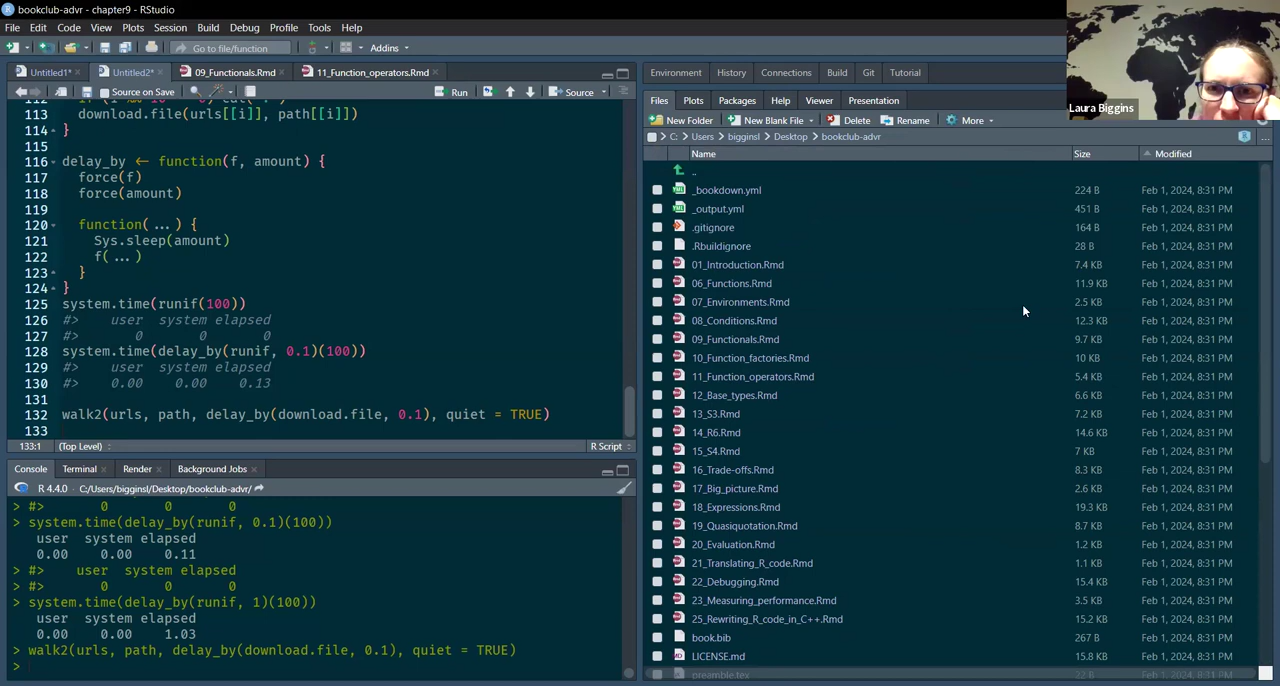 bookclub-advr - chapter9 - RStudio
File Edit Code View Plots Session Build Debug Profile Tools Help
Go to file/function
Addins
Laura Biggins
Untitled1*
Untitled2*
09_Functionals.Rmd
11_Function_operators.Rmd
Source on Save
Run
Source
113 download.file(urls[[i]], path[[i]])
114 }
115
116 delay_by <- function(f, amount) {
117 force(f)
118 force(amount)
119
120 function(...) {
121 Sys.sleep(amount)
122 f(...)
123 }
124 }
125 system.time(runif(100))
126 #> user system elapsed
127 #> 0 0 0
128 system.time(delay_by(runif, 0.1)(100))
129 #> user system elapsed
130 #> 0.00 0.00 0.13
131
132 walk2(urls, path, delay_by(download.file, 0.1), quiet = TRUE)
133
133:1 (Top Level) R Script
Console Terminal Render Background Jobs
R 4.4.0 · C:/Users/bigginsl/Desktop/bookclub-advr/
> #> 0 0 0
> system.time(delay_by(runif, 0.1)(100))
user system elapsed
0.00 0.00 0.11
> #> user system elapsed
> #> 0 0 0
> system.time(delay_by(runif, 1)(100))
user system elapsed
0.00 0.00 1.03
> walk2(urls, path, delay_by(download.file, 0.1), quiet = TRUE)
>
Environment History Connections Build Git Tutorial
Files Plots Packages Help Viewer Presentation
New Folder New Blank File Delete Rename More
C: Users bigginsl Desktop bookclub-advr
Name Size Modified
..
_bookdown.yml 224 B Feb 1, 2024, 8:31 PM
_output.yml 451 B Feb 1, 2024, 8:31 PM
.gitignore 164 B Feb 1, 2024, 8:31 PM
.Rbuildignore 28 B Feb 1, 2024, 8:31 PM
01_Introduction.Rmd 7.4 KB Feb 1, 2024, 8:31 PM
06_Functions.Rmd 11.9 KB Feb 1, 2024, 8:31 PM
07_Environments.Rmd 2.5 KB Feb 1, 2024, 8:31 PM
08_Conditions.Rmd 12.3 KB Feb 1, 2024, 8:31 PM
09_Functionals.Rmd 9.7 KB Feb 1, 2024, 8:31 PM
10_Function_factories.Rmd 10 KB Feb 1, 2024, 8:31 PM
11_Function_operators.Rmd 5.4 KB Feb 1, 2024, 8:31 PM
12_Base_types.Rmd 6.6 KB Feb 1, 2024, 8:31 PM
13_S3.Rmd 7.2 KB Feb 1, 2024, 8:31 PM
14_R6.Rmd 14.6 KB Feb 1, 2024, 8:31 PM
15_S4.Rmd 7 KB Feb 1, 2024, 8:31 PM
16_Trade-offs.Rmd 8.3 KB Feb 1, 2024, 8:31 PM
17_Big_picture.Rmd 2.6 KB Feb 1, 2024, 8:31 PM
18_Expressions.Rmd 19.3 KB Feb 1, 2024, 8:31 PM
19_Quasiquotation.Rmd 8.7 KB Feb 1, 2024, 8:31 PM
20_Evaluation.Rmd 1.2 KB Feb 1, 2024, 8:31 PM
21_Translating_R_code.Rmd 1.1 KB Feb 1, 2024, 8:31 PM
22_Debugging.Rmd 15.4 KB Feb 1, 2024, 8:31 PM
23_Measuring_performance.Rmd 3.5 KB Feb 1, 2024, 8:31 PM
25_Rewriting_R_code_in_C++.Rmd 15.2 KB Feb 1, 2024, 8:31 PM
book.bib 267 B Feb 1, 2024, 8:31 PM
LICENSE.md 15.8 KB Feb 1, 2024, 8:31 PM
preamble.tex 22 B Feb 1, 2024, 8:31 PM